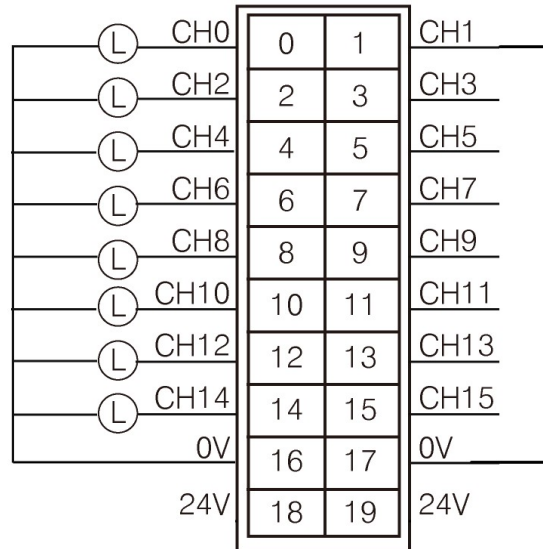 L CH0 0 1 CH1
L CH2 2 3 CH3
L CH4 4 5 CH5
L CH6 6 7 CH7
L CH8 8 9 CH9
L CH10 10 11 CH11
L CH12 12 13 CH13
L CH14 14 15 CH15
0V 16 17 0V
24V 18 19 24V